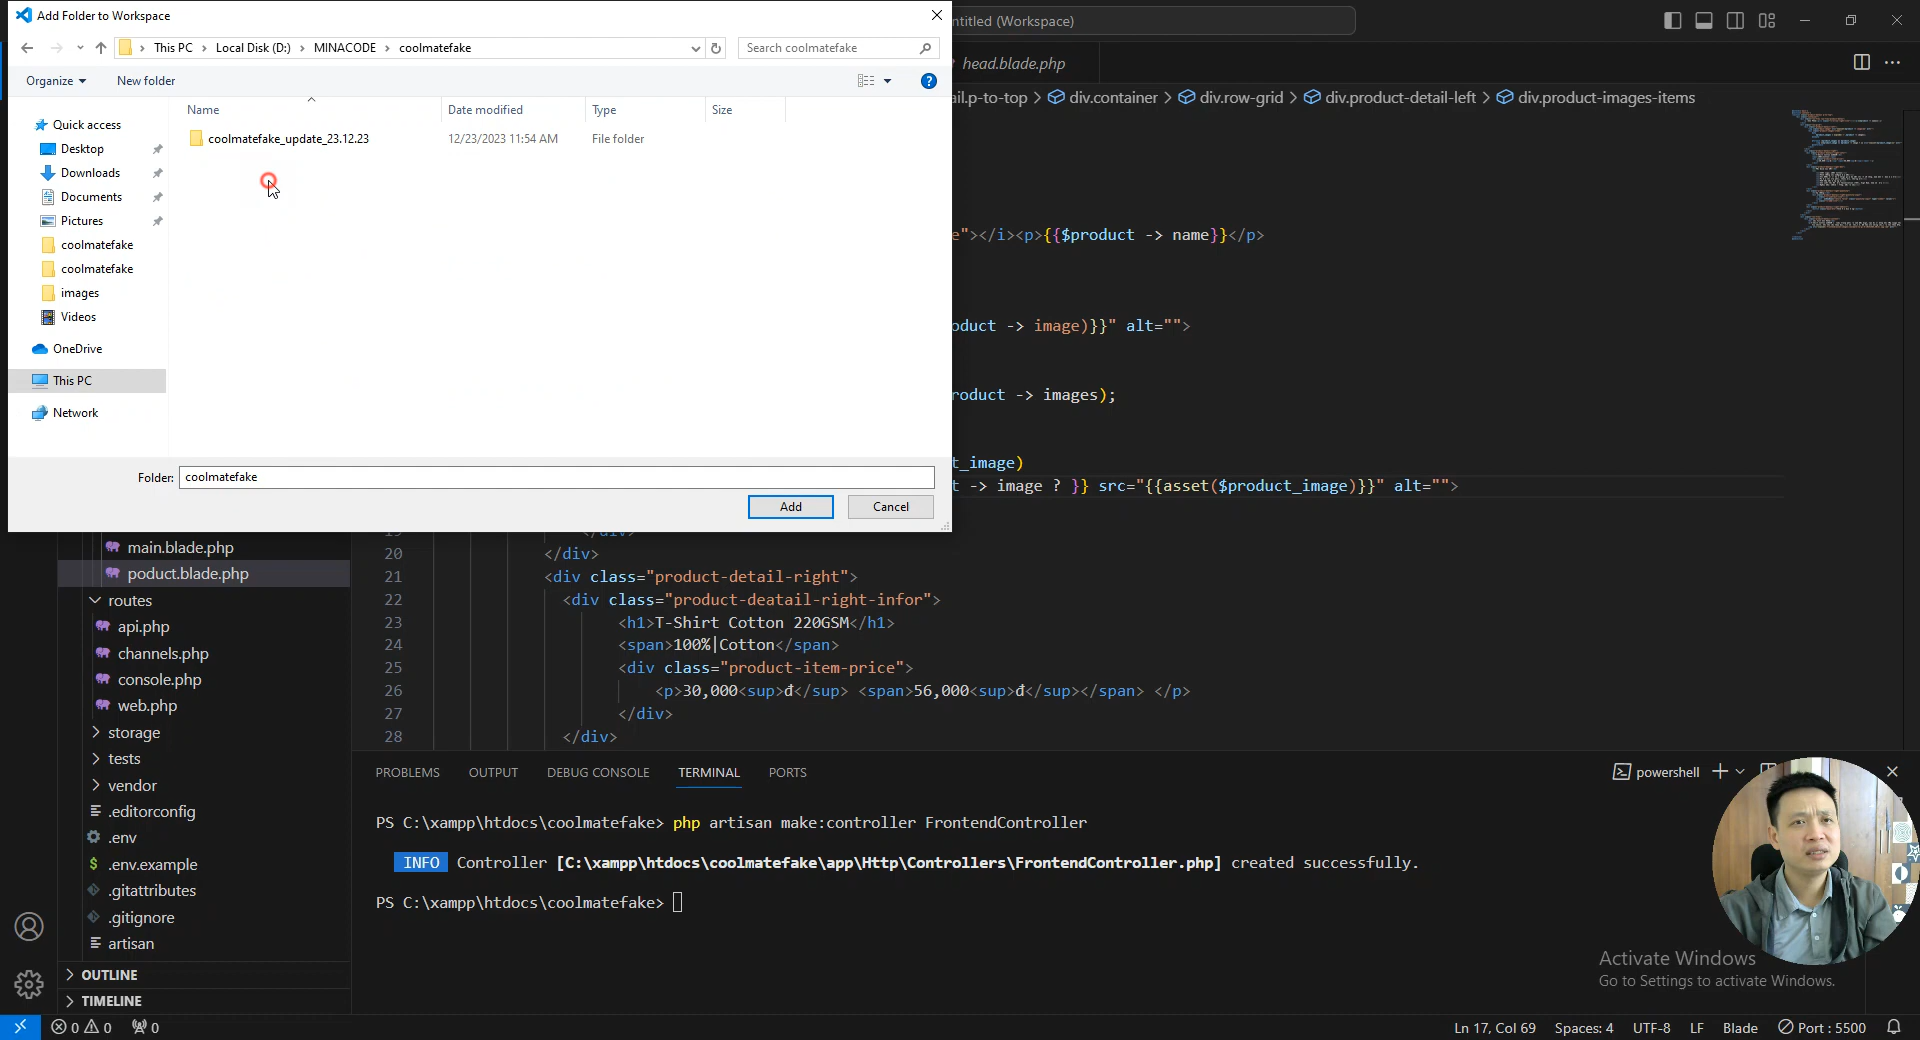 Add Folder to Workspace
This PC > Local Disk (D:) > MINACODE > coolmatefake
Search coolmatefake
Organize
New folder
Name
Date modified
Type
Size
coolmatefake_update_23.12.23
12/23/2023 11:54 AM
File folder
Quick access
Desktop
Downloads
Documents
Pictures
coolmatefake
coolmatefake
images
Videos
OneDrive
This PC
Network
Folder:
coolmatefake
Add
Cancel
ntitled (Workspace)
head.blade.php
ail.p-to-top > div.container > div.row-grid > div.product-detail-left > div.product-images-items
e"></i><p>{{$product -> name}}</p>
oduct -> image)}}" alt="">
roduct -> images);
t_image)
t -> image ? }} src="{{asset($product_image)}}" alt="">
main.blade.php
poduct.blade.php
routes
api.php
channels.php
console.php
web.php
storage
tests
vendor
.editorconfig
.env
.env.example
.gitattributes
.gitignore
artisan
OUTLINE
TIMELINE
19 </div>
20 </div>
21 <div class="product-detail-right">
22 <div class="product-deatail-right-infor">
23 <h1>T-Shirt Cotton 220GSM</h1>
24 <span>100%|Cotton</span>
25 <div class="product-item-price">
26 <p>30,000<sup>đ</sup> <span>56,000<sup>đ</sup></span> </p>
27 </div>
28 </div>
PROBLEMS
OUTPUT
DEBUG CONSOLE
TERMINAL
PORTS
powershell
PS C:\xampp\htdocs\coolmatefake> php artisan make:controller FrontendController
INFO Controller [C:\xampp\htdocs\coolmatefake\app\Http\Controllers\FrontendController.php] created successfully.
PS C:\xampp\htdocs\coolmatefake>
Activate Windows
Go to Settings to activate Windows.
0
0
0
Ln 17, Col 69
Spaces: 4
UTF-8
LF
Blade
Port : 5500